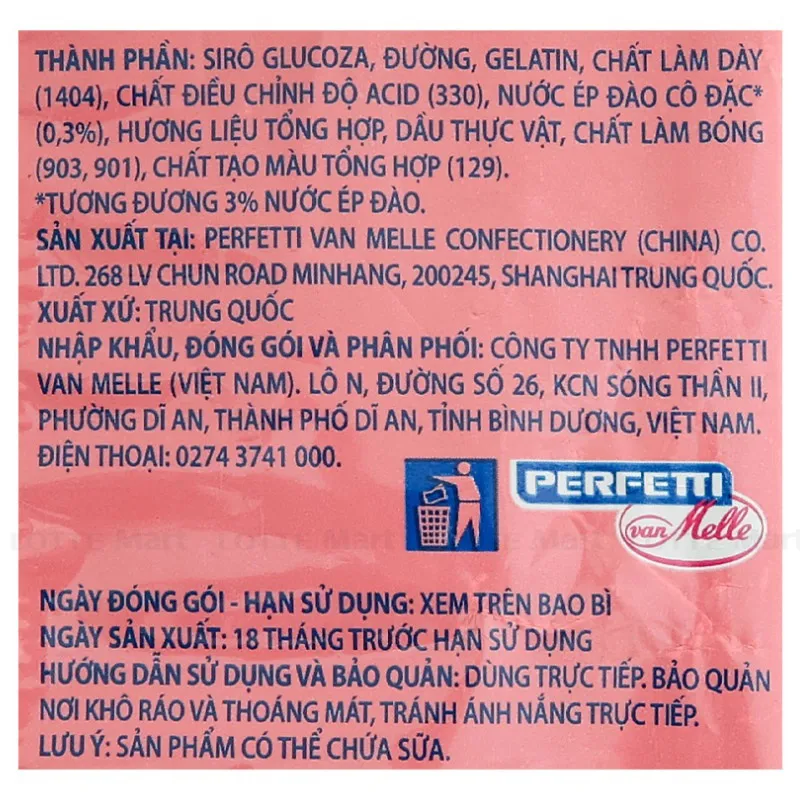 THÀNH PHẦN: SIRÔ GLUCOZA, ĐƯỜNG, GELATIN, CHẤT LÀM DÀY
(1404), CHẤT ĐIỀU CHỈNH ĐỘ ACID (330), NƯỚC ÉP ĐÀO CÔ ĐẶC*
(0,3%), HƯƠNG LIỆU TỔNG HỢP, DẦU THỰC VẬT, CHẤT LÀM BÓNG
(903, 901), CHẤT TẠO MÀU TỔNG HỢP (129).
*TƯƠNG ĐƯƠNG 3% NƯỚC ÉP ĐÀO.
SẢN XUẤT TẠI: PERFETTI VAN MELLE CONFECTIONERY (CHINA) CO.
LTD. 268 LV CHUN ROAD MINHANG, 200245, SHANGHAI TRUNG QUỐC.
XUẤT XỨ: TRUNG QUỐC
NHẬP KHẨU, ĐÓNG GÓI VÀ PHÂN PHỐI: CÔNG TY TNHH PERFETTI
VAN MELLE (VIỆT NAM). LÔ N, ĐƯỜNG SỐ 26, KCN SÓNG THẦN II,
PHƯỜNG DĨ AN, THÀNH PHỐ DĨ AN, TỈNH BÌNH DƯƠNG, VIỆT NAM.
ĐIỆN THOẠI: 0274 3741 000.
PERFETTI
van Melle
LOTTE Mart
NGÀY ĐÓNG GÓI - HẠN SỬ DỤNG: XEM TRÊN BAO BÌ
NGÀY SẢN XUẤT: 18 THÁNG TRƯỚC HẠN SỬ DỤNG
HƯỚNG DẪN SỬ DỤNG VÀ BẢO QUẢN: DÙNG TRỰC TIẾP. BẢO QUẢN
NƠI KHÔ RÁO VÀ THOÁNG MÁT, TRÁNH ÁNH NẮNG TRỰC TIẾP.
LƯU Ý: SẢN PHẨM CÓ THỂ CHỨA SỮA.